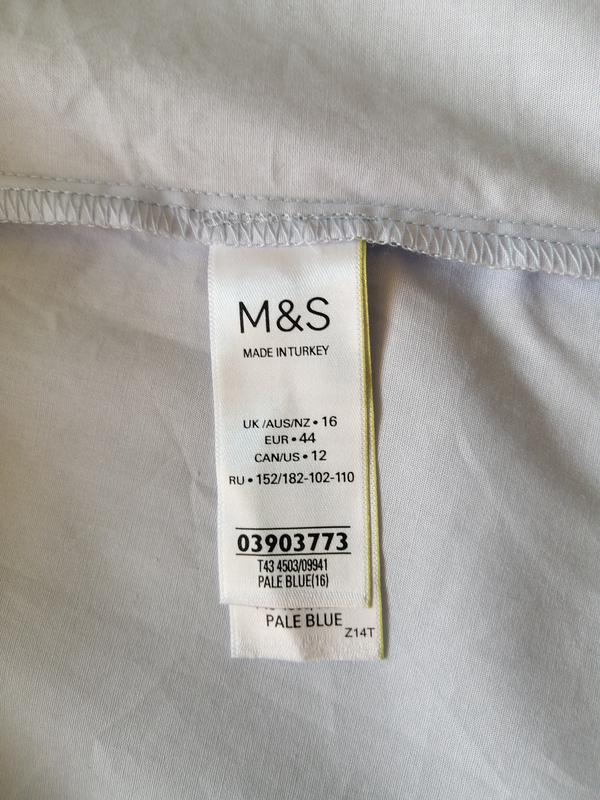 M&S
MADE IN TURKEY
UK /AUS/NZ • 16
EUR • 44
CAN/US • 12
RU • 152/182-102-110
03903773
T43 4503/09941
PALE BLUE(16)
PALE BLUE
Z14T